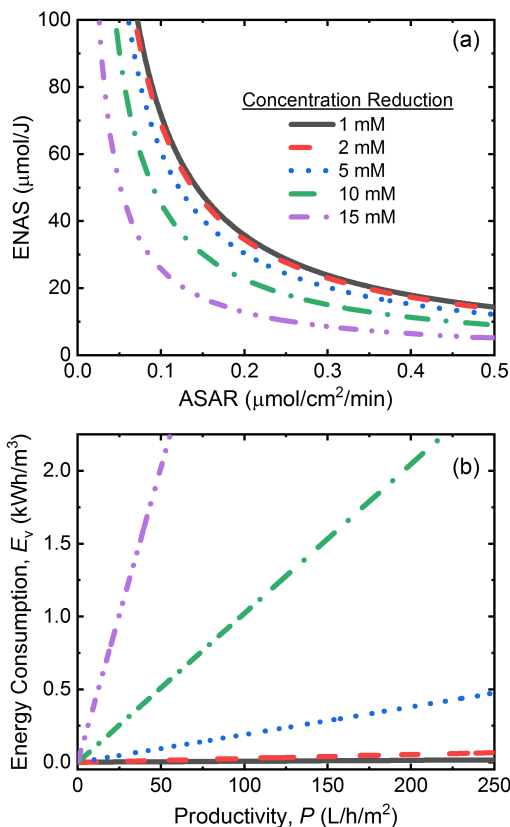 (a)
100
80
60
40
20
0
ENAS (μmol/J)
Concentration Reduction
1 mM
2 mM
5 mM
10 mM
15 mM
0.0 0.1 0.2 0.3 0.4 0.5
ASAR (μmol/cm²/min)
(b)
2.0
1.5
1.0
0.5
0.0
Energy Consumption, Eᵥ (kWh/m³)
0 50 100 150 200 250
Productivity, P (L/h/m²)